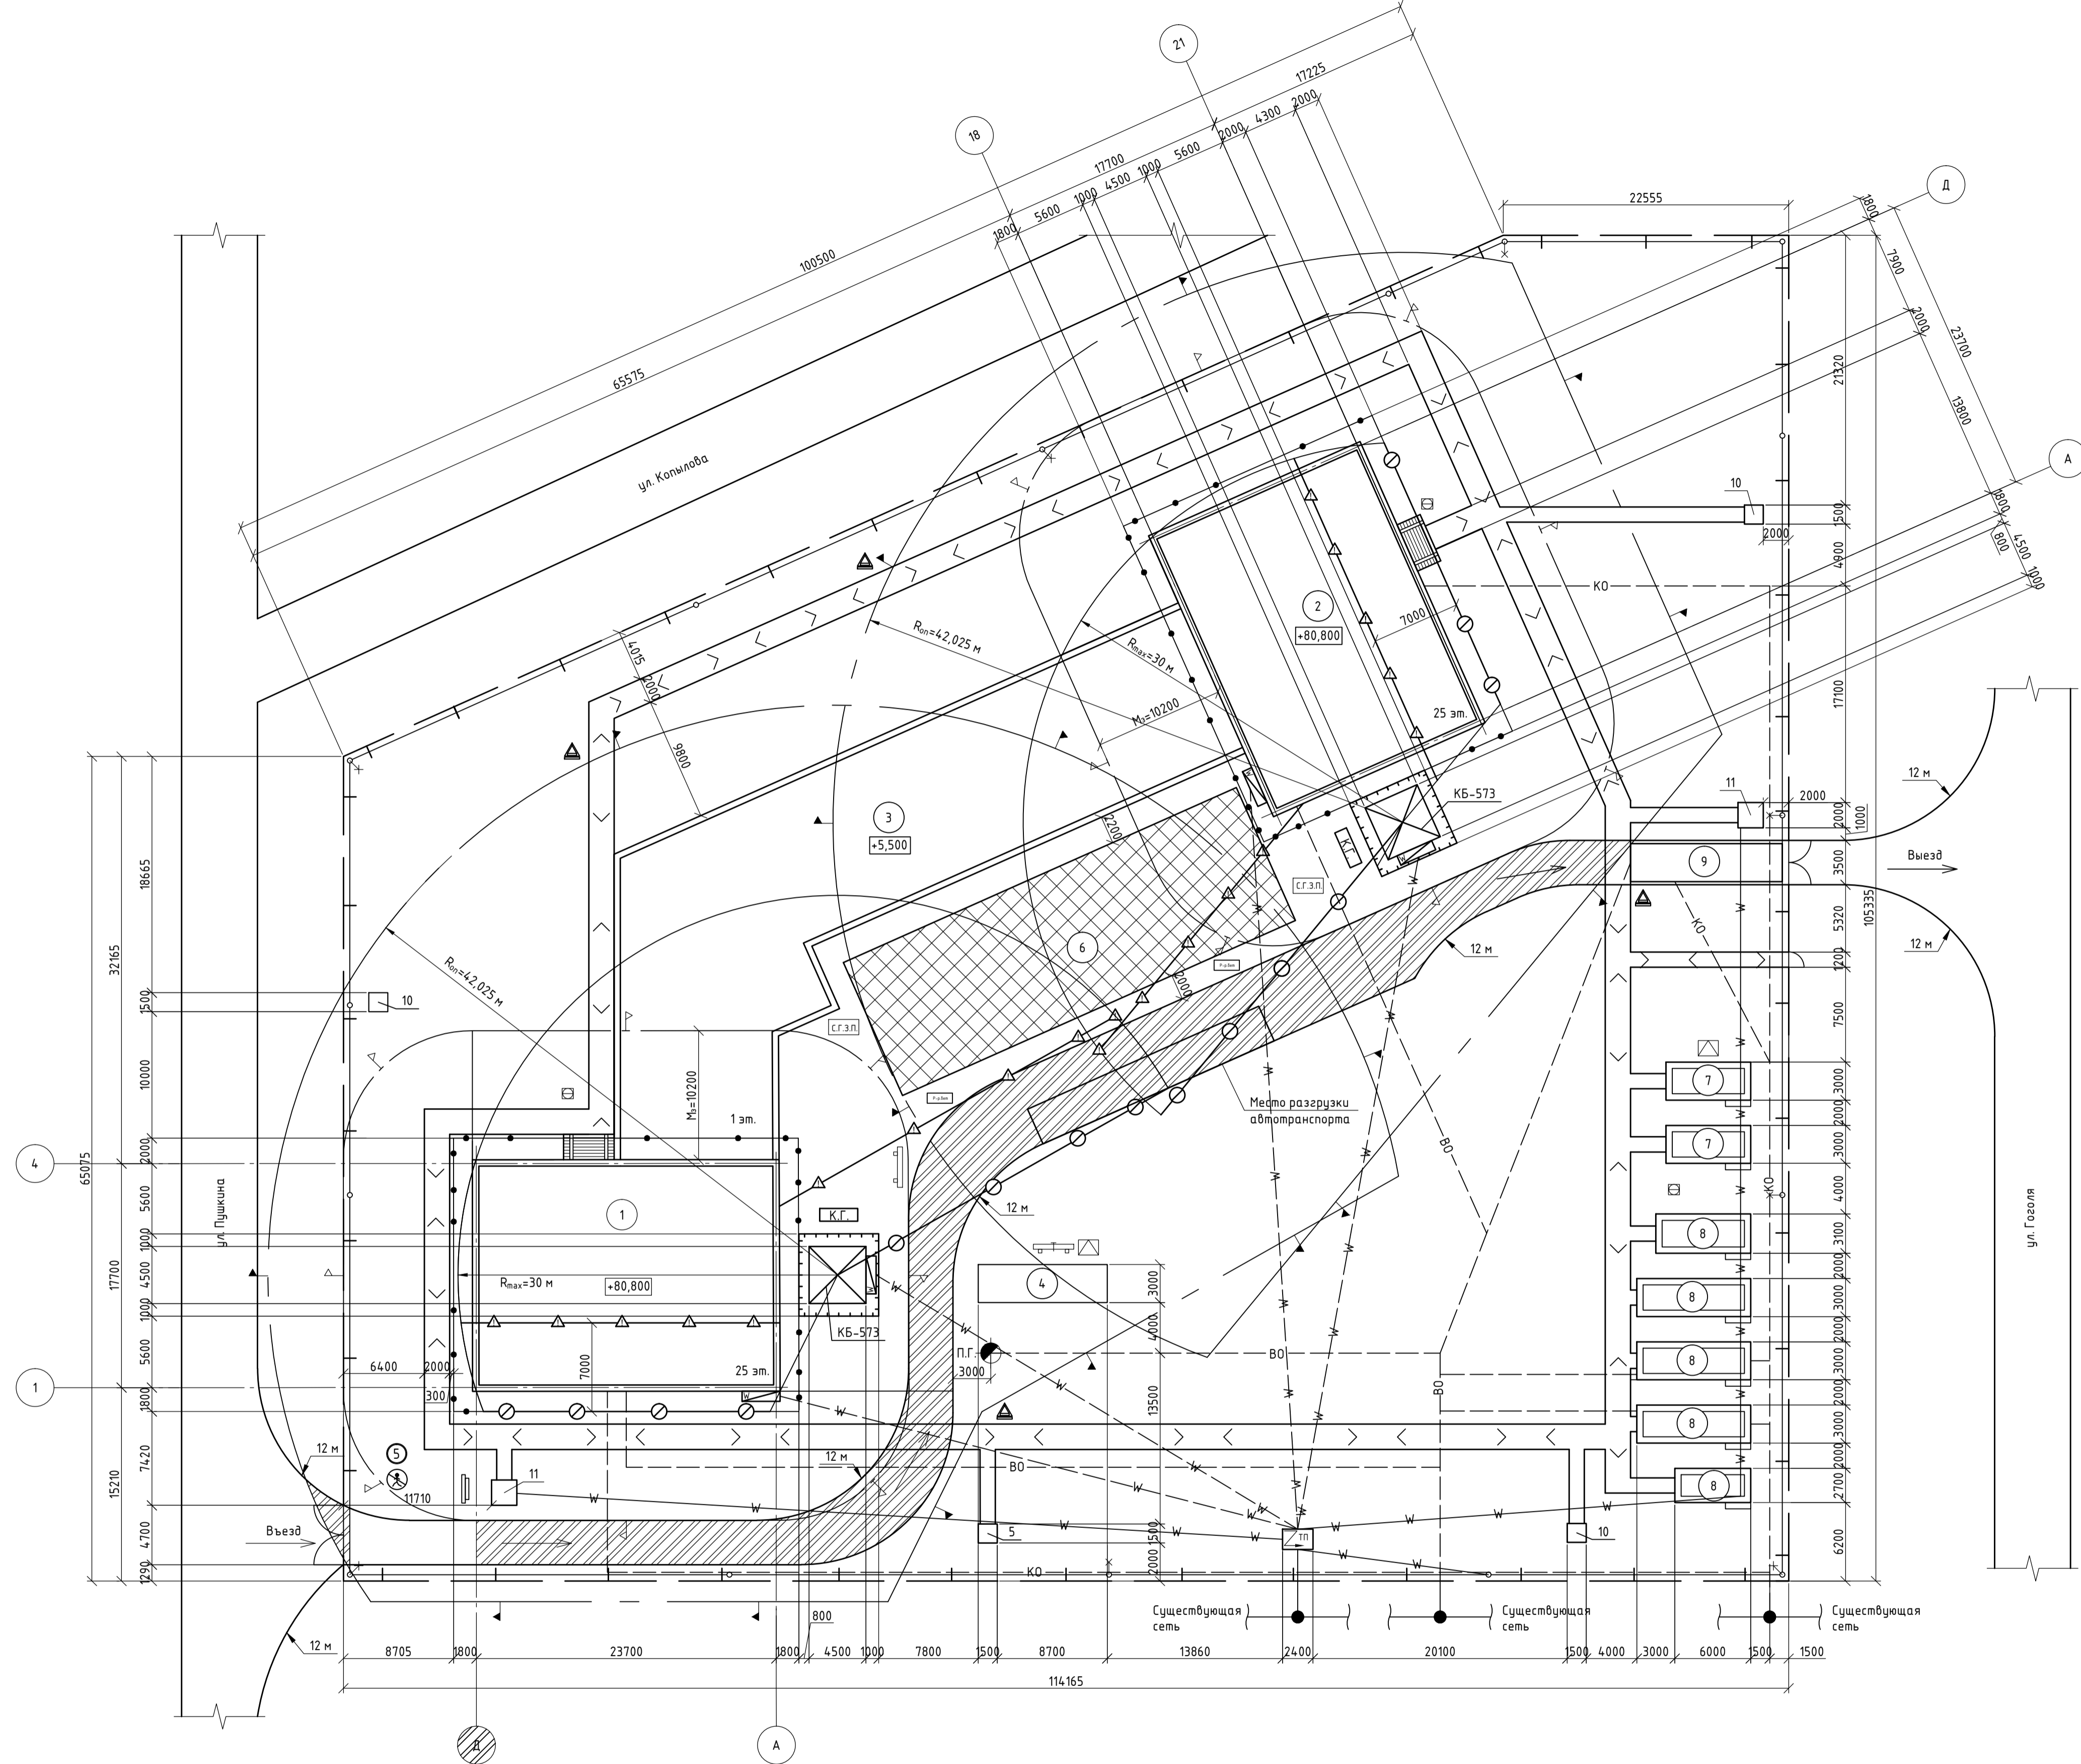 21
17225
2000
4300
2000
18
17700
5600
1000
4500
1000
5600
1800
100500
65575
22555
Д
1800
7900
2000
23700
13800
21320
ул. Копылова
А
1800
4500
800
1000
10
1500
2000
4900
КО
2
+80,800
7000
17100
Rоп=42,025 м
Rmax=30 м
Мз=10200
25 эт.
4015
2000
9800
КБ-573
11
2000
2000
1000
12 м
3
+5,500
2200
К.Г.
9
3500
Выезд
105335
С.Г.З.П.
18665
32165
65075
6
5320
12 м
12 м
КО
1200
Rоп=42,025 м
2000
7500
10
1500
С.Г.З.П.
10000
7
3000
2000
7
3000
Место разгрузки
автотранспорта
ВО
Мз=10200
1 эт.
4
2000
5600
ул. Пушкина
1
К.Г.
12 м
КО
4000
ул. Гоголя
8
3100
2000
1000
4500
17700
1000
Rmax=30 м
+80,800
4
3000
8
3000
2000
КБ-573
5600
П.Г.
3000
4000
ВО
8
3000
2000
6400
2000
300
7000
25 эт.
W
1
1800
13500
ВО
8
3000
2000
7420
15210
5
12 м
12 м
11
11710
ВО
8
2700
W
Въезд
4700
1290
5
1500
2000
ТП
10
6200
КО
Существующая
сеть
Существующая
сеть
Существующая
сеть
12 м
800
8705
1800
23700
1800
4500
1000
7800
1500
8700
13860
2400
20100
1500
4000
3000
6000
1500
1500
114165
Д
А